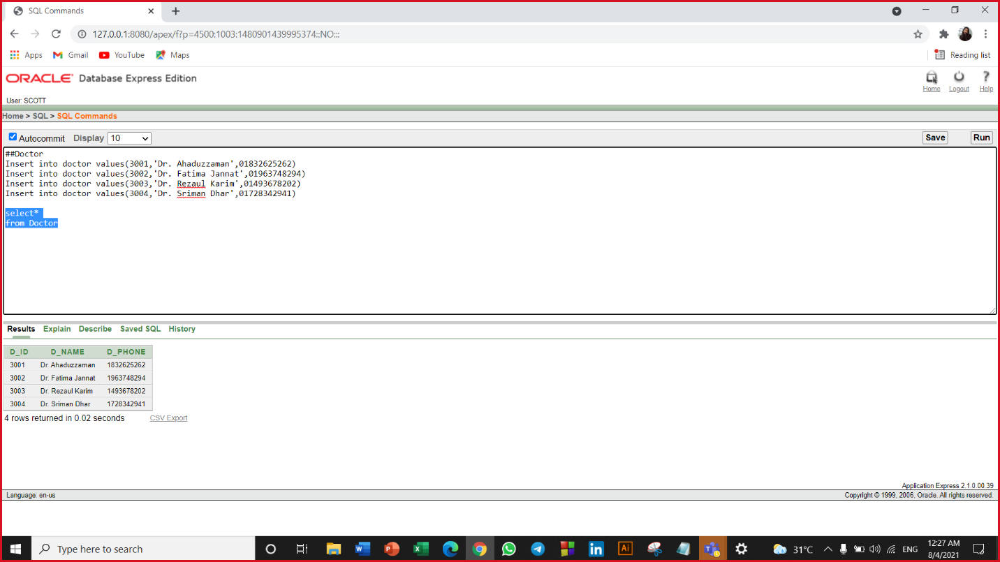 SQL Commands
127.0.0.1:8080/apex/f?p=4500:1003:1480901439995374::NO:::
Apps Gmail YouTube Maps Reading list
ORACLE Database Express Edition
Home Logout Help
User: SCOTT
Home > SQL > SQL Commands
Autocommit Display 10 Save Run
##Doctor
Insert into doctor values(3001,'Dr. Ahaduzzaman',01832625262)
Insert into doctor values(3002,'Dr. Fatima Jannat',01963748294)
Insert into doctor values(3003,'Dr. Rezaul Karim',01493678202)
Insert into doctor values(3004,'Dr. Sriman Dhar',01728342941)
select*
from Doctor
Results Explain Describe Saved SQL History
D_ID D_NAME D_PHONE
3001 Dr. Ahaduzzaman 1832625262
3002 Dr. Fatima Jannat 1963748294
3003 Dr. Rezaul Karim 1493678202
3004 Dr. Sriman Dhar 1728342941
4 rows returned in 0.02 seconds CSV Export
Application Express 2.1.0.00.39
Language: en-us Copyright © 1999, 2006, Oracle. All rights reserved.
Type here to search 31°C ENG 12:27 AM
8/4/2021